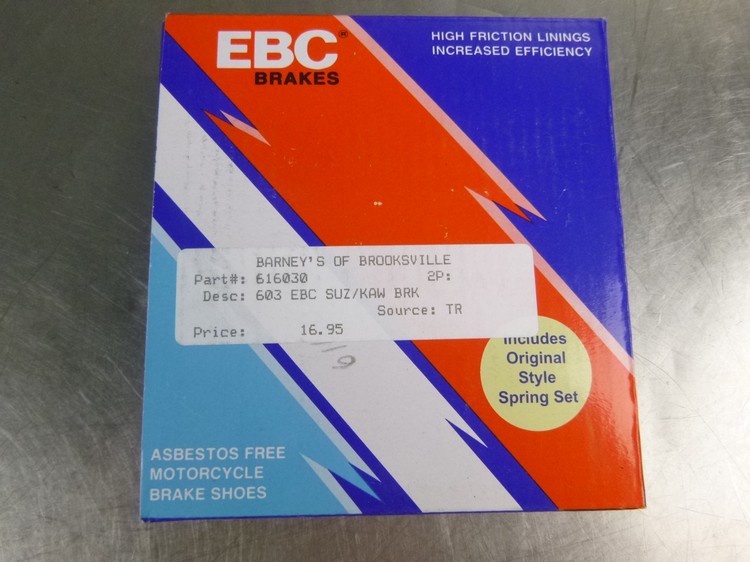 EBC®
BRAKES
HIGH FRICTION LININGS
INCREASED EFFICIENCY
BARNEY'S OF BROOKSVILLE
Part#: 616030 2P:
Desc: 603 EBC SUZ/KAW BRK
Source: TR
Price: 16.95
Includes
Original
Style
Spring Set
ASBESTOS FREE
MOTORCYCLE
BRAKE SHOES